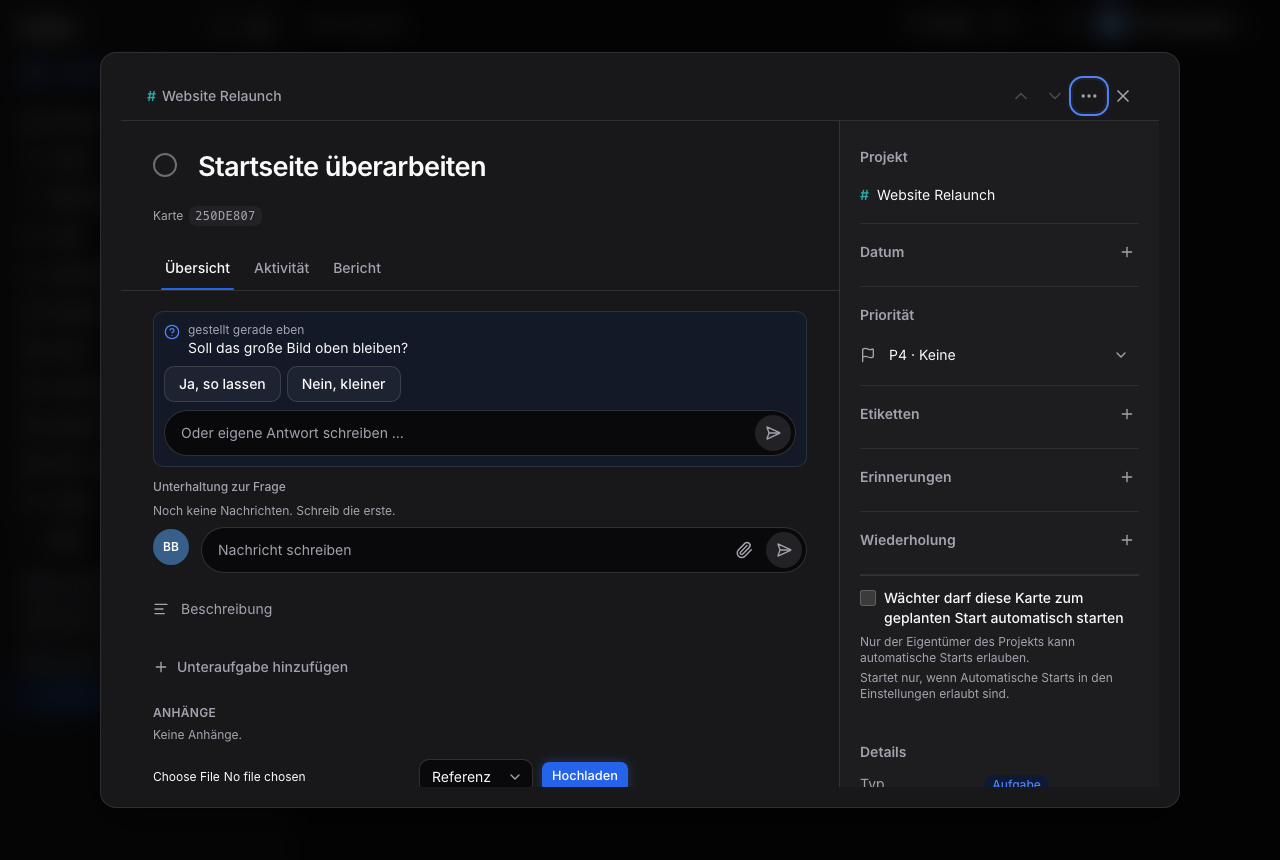 # Website Relaunch
Startseite überarbeiten
Karte 250DE807
Übersicht Aktivität Bericht
gestellt gerade eben
Soll das große Bild oben bleiben?
Ja, so lassen Nein, kleiner
Oder eigene Antwort schreiben ...
Unterhaltung zur Frage
Noch keine Nachrichten. Schreib die erste.
BB Nachricht schreiben
Beschreibung
Unteraufgabe hinzufügen
ANHÄNGE
Keine Anhänge.
Choose File No file chosen Referenz Hochladen
Projekt
# Website Relaunch
Datum
Priorität
P4 · Keine
Etiketten
Erinnerungen
Wiederholung
Wächter darf diese Karte zum
geplanten Start automatisch starten
Nur der Eigentümer des Projekts kann
automatische Starts erlauben.
Startet nur, wenn Automatische Starts in den
Einstellungen erlaubt sind.
Details
Typ Aufgabe